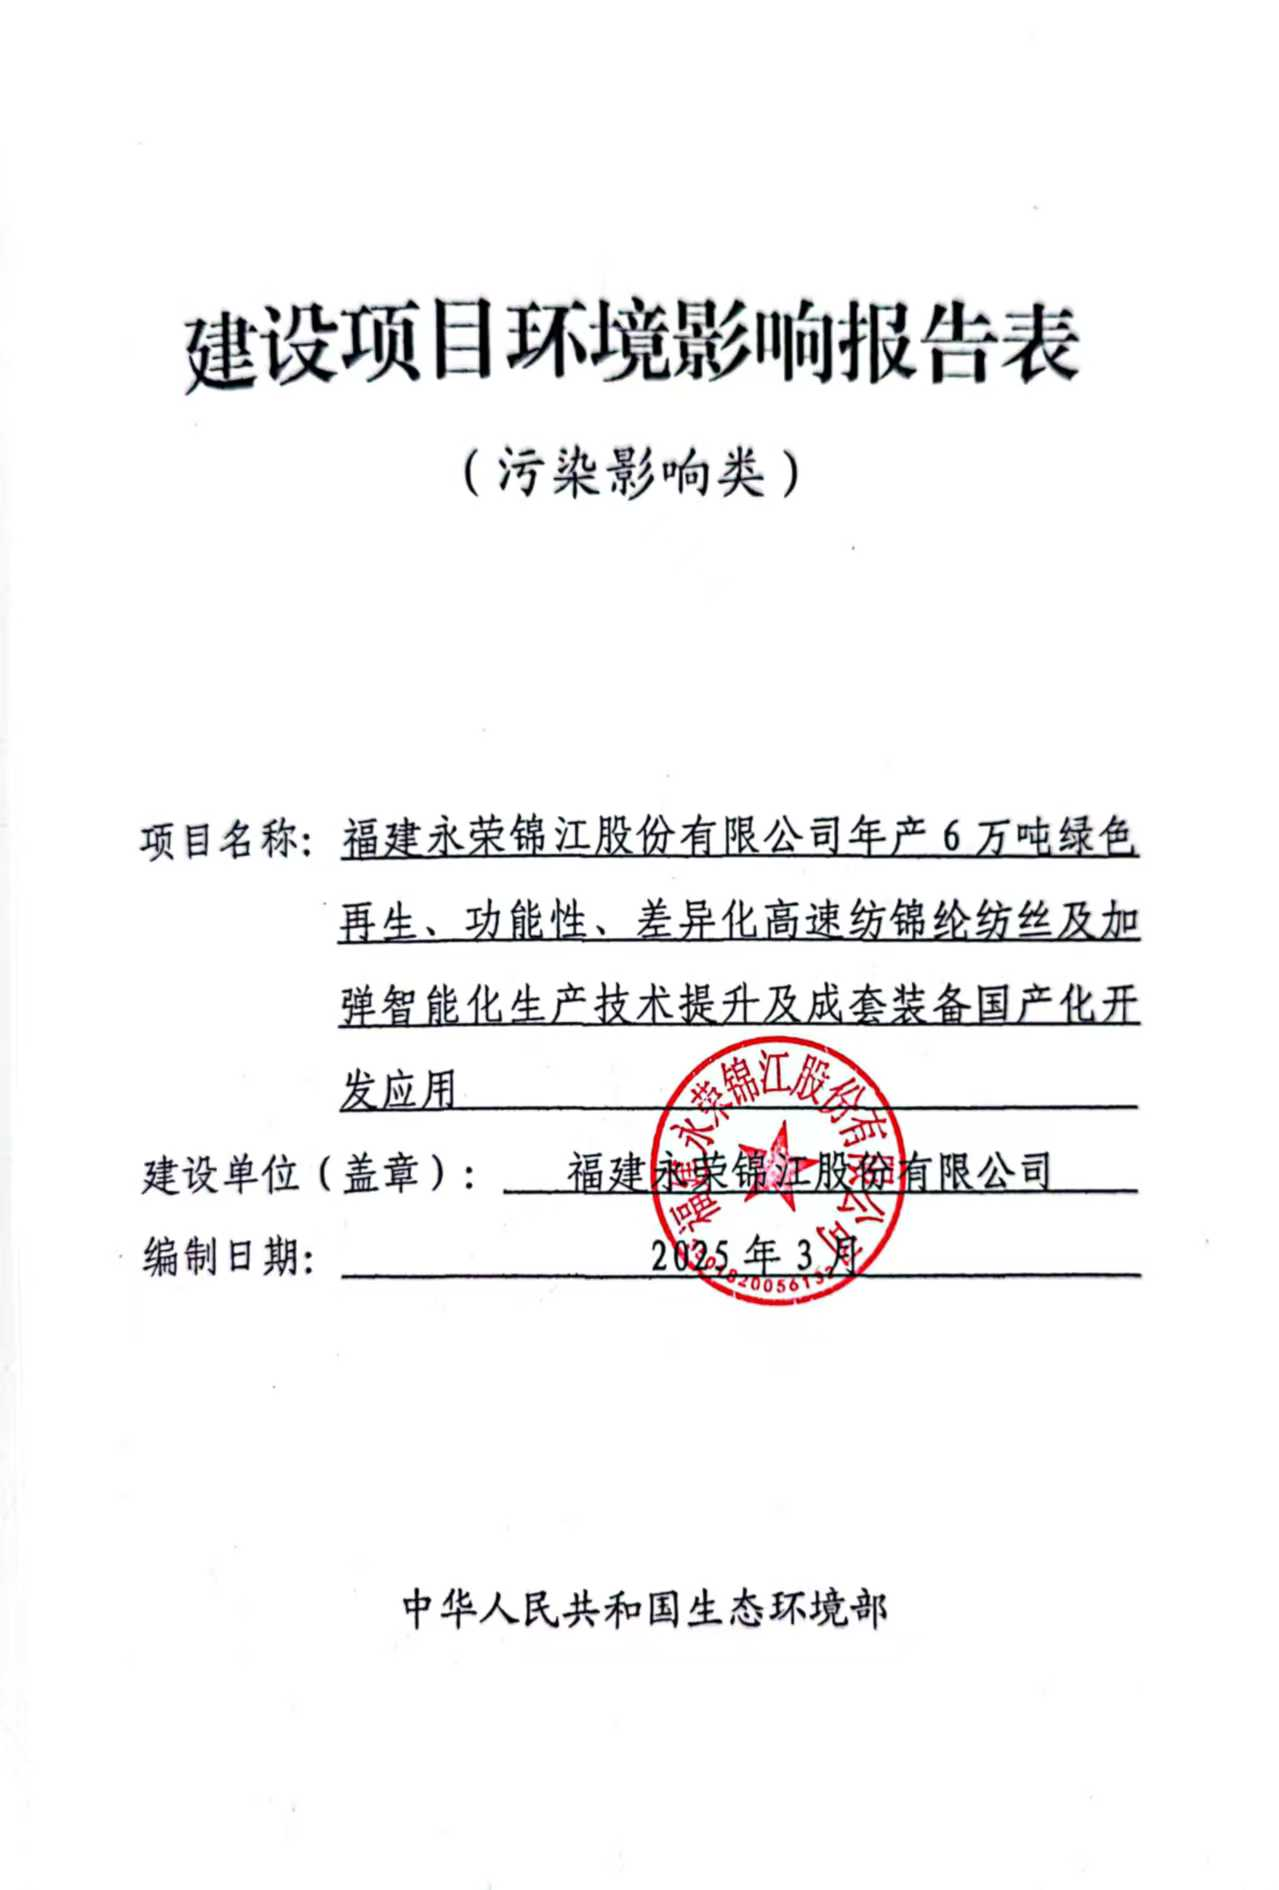 建设项目环境影响报告表
（污染影响类）
项目名称：福建永荣锦江股份有限公司年产 6 万吨绿色
再生、功能性、差异化高速纺锦纶纺丝及加
弹智能化生产技术提升及成套装备国产化开
发应用
建设单位（盖章）：福建永荣锦江股份有限公司
编制日期：2025 年 3 月
福建永荣锦江股份有限公司
中华人民共和国生态环境部